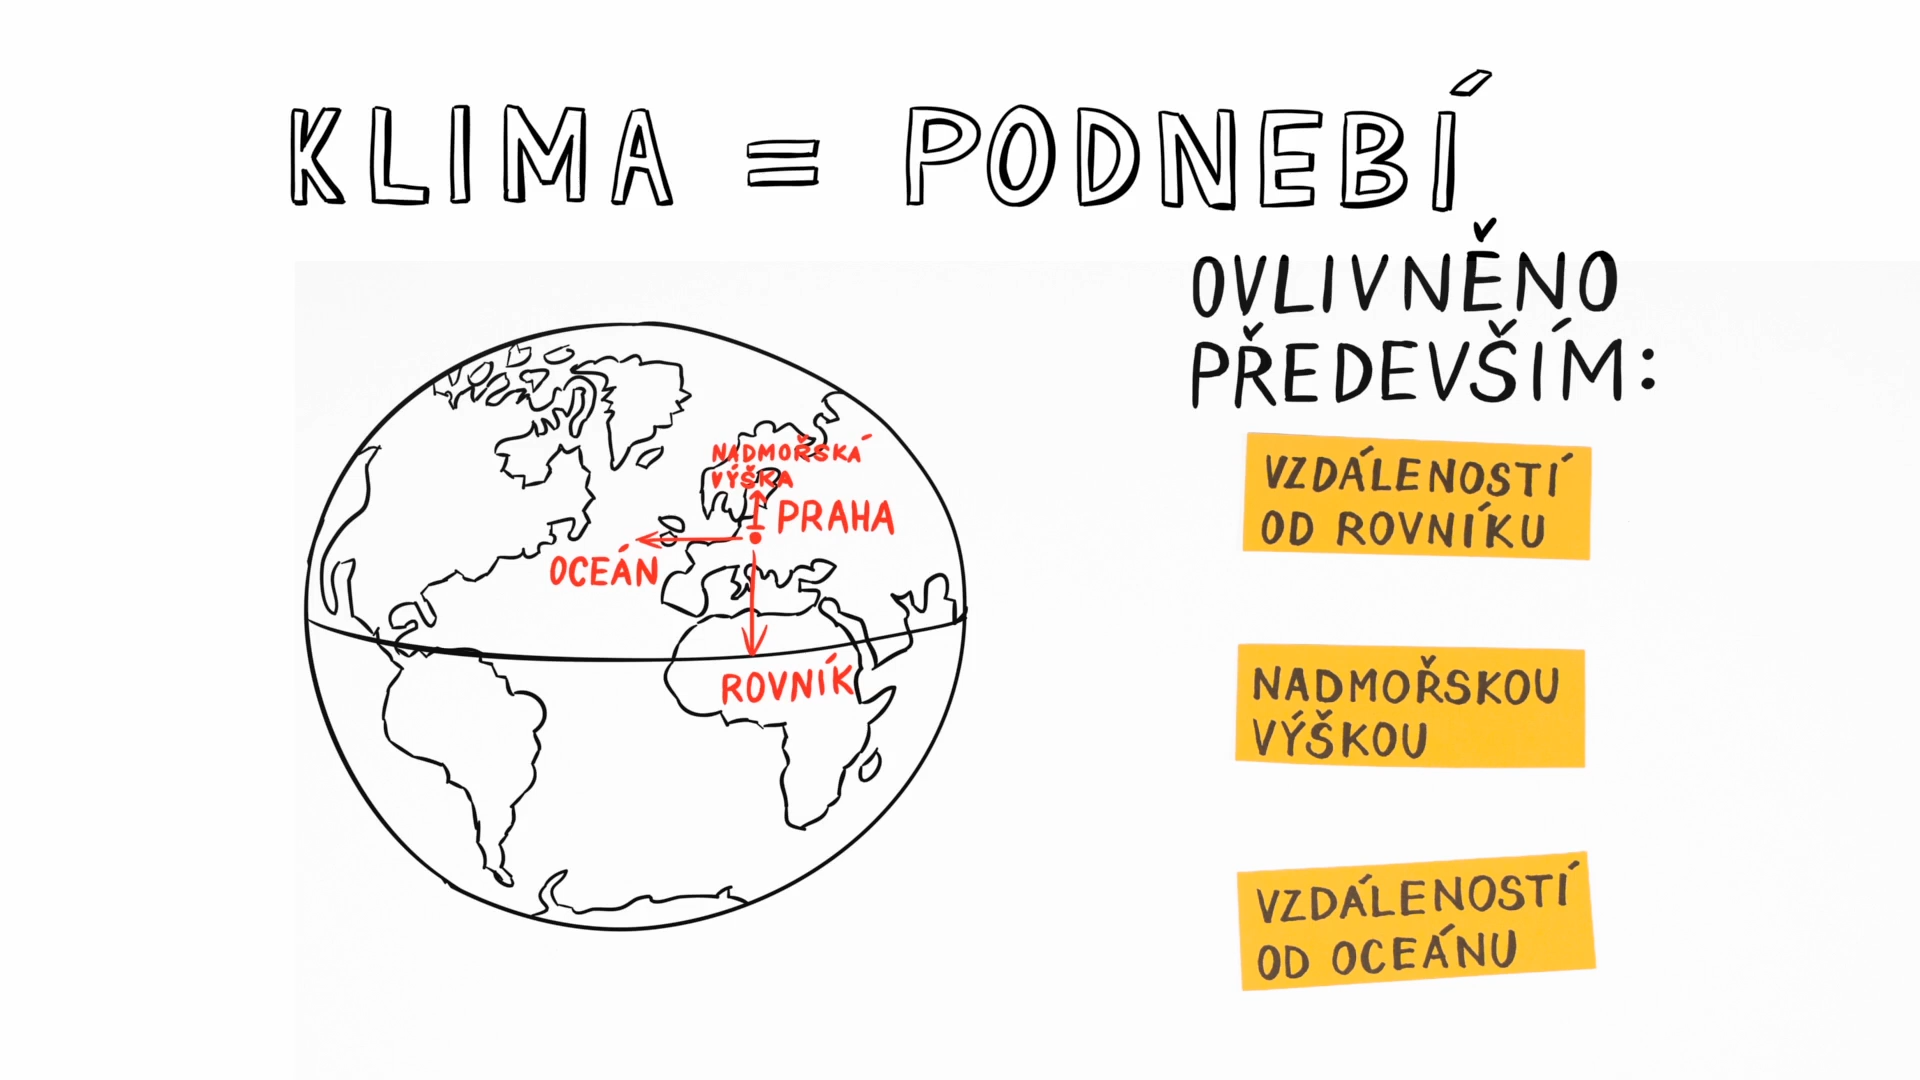 KLIMA = PODNEBÍ
OVLIVNĚNO
PŘEDEVŠÍM:
NADMOŘSKÁ
VÝŠKA
PRAHA
OCEÁN
ROVNÍK
VZDÁLENOSTÍ
OD ROVNÍKU
NADMOŘSKOU
VÝŠKOU
VZDÁLENOSTÍ
OD OCEÁNU